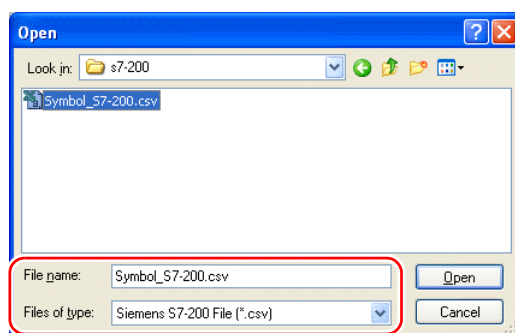 Open
Look in: s7-200
Symbol_S7-200.csv
File name: Symbol_S7-200.csv
Open
Files of type: Siemens S7-200 File (*.csv)
Cancel